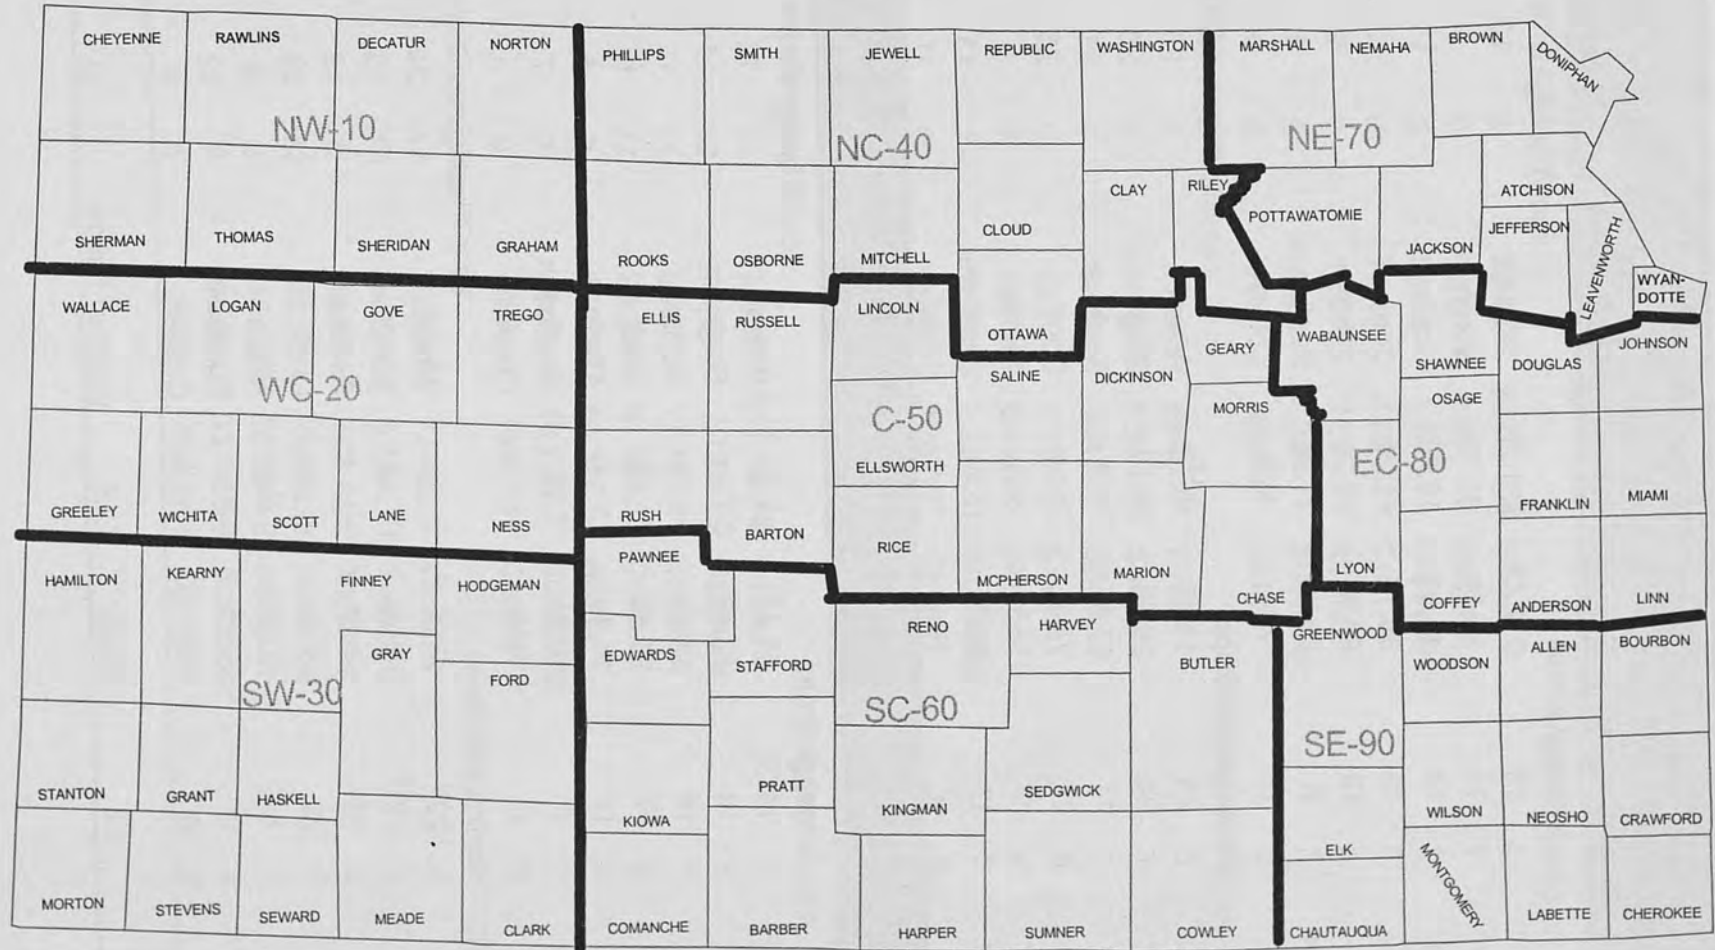 CHEYENNE RAWLINS DECATUR NORTON PHILLIPS SMITH JEWELL REPUBLIC WASHINGTON MARSHALL NEMAHA BROWN DONIPHAN
NW-10 NC-40 NE-70
CLAY RILEY ATCHISON
SHERMAN THOMAS SHERIDAN GRAHAM ROOKS OSBORNE MITCHELL CLOUD POTTAWATOMIE JACKSON JEFFERSON LEAVENWORTH
WYAN-
DOTTE
WALLACE LOGAN GOVE TREGO ELLIS RUSSELL LINCOLN OTTAWA GEARY WABAUNSEE SHAWNEE DOUGLAS JOHNSON
SALINE DICKINSON
WC-20 C-50 MORRIS OSAGE
EC-80
ELLSWORTH
GREELEY WICHITA SCOTT LANE NESS RUSH BARTON FRANKLIN MIAMI
HAMILTON KEARNY FINNEY HODGEMAN PAWNEE RICE MCPHERSON MARION CHASE LYON COFFEY ANDERSON LINN
GRAY EDWARDS STAFFORD RENO HARVEY BUTLER GREENWOOD WOODSON ALLEN BOURBON
SW-30 FORD SC-60 SE-90
STANTON GRANT HASKELL KIOWA PRATT KINGMAN SEDGWICK WILSON NEOSHO CRAWFORD
ELK MONTGOMERY
MORTON STEVENS SEWARD MEADE CLARK COMANCHE BARBER HARPER SUMNER COWLEY CHAUTAUQUA LABETTE CHEROKEE